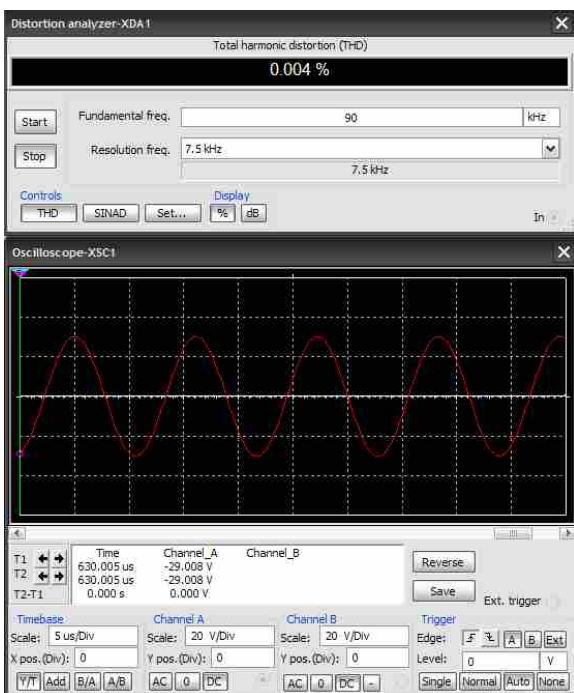 Distortion analyzer-XDA1
Total harmonic distortion (THD)
0.004 %
Start
Fundamental freq. 90 kHz
Stop
Resolution freq. 7.5 kHz
7.5 kHz
Controls Display
THD SINAD Set... % dB In
Oscilloscope-XSC1
Time Channel_A Channel_B
T1 630.005 us -29.008 V
T2 630.005 us -29.008 V
T2-T1 0.000 s 0.000 V
Reverse
Save
Ext. trigger
Timebase Channel A Channel B Trigger
Scale: 5 us/Div Scale: 20 V/Div Scale: 20 V/Div Edge: A B Ext
X pos.(Div): 0 Y pos.(Div): 0 Y pos.(Div): 0 Level: 0 V
Y/T Add B/A A/B AC 0 DC AC 0 DC - Single Normal Auto None